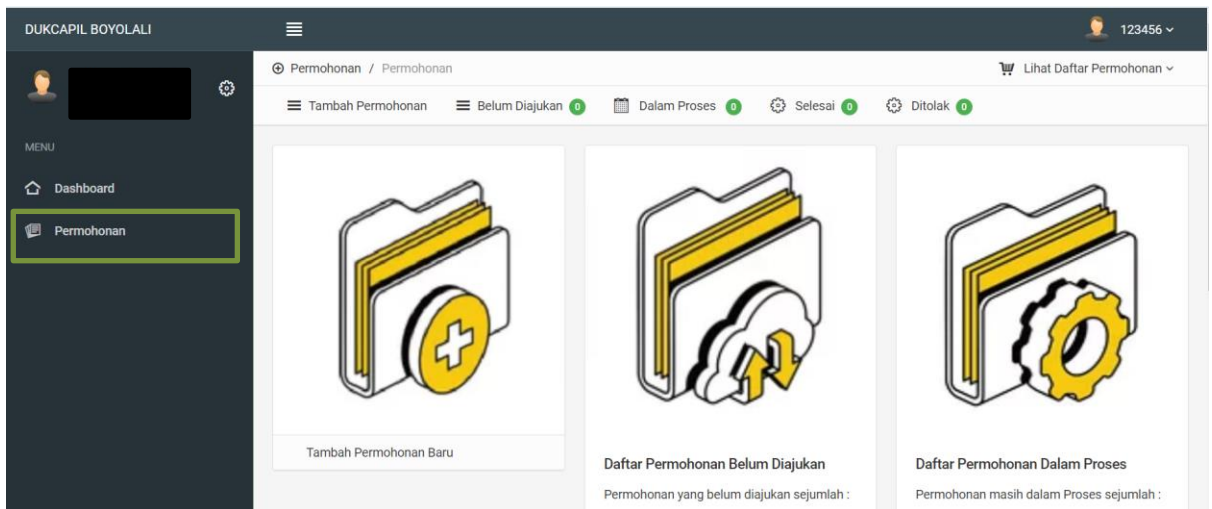 DUKCAPIL BOYOLALI
123456
Permohonan / Permohonan
Lihat Daftar Permohonan
Tambah Permohonan
Belum Diajukan 0
Dalam Proses 0
Selesai 0
Ditolak 0
MENU
Dashboard
Permohonan
Tambah Permohonan Baru
Daftar Permohonan Belum Diajukan
Permohonan yang belum diajukan sejumlah :
Daftar Permohonan Dalam Proses
Permohonan masih dalam Proses sejumlah :